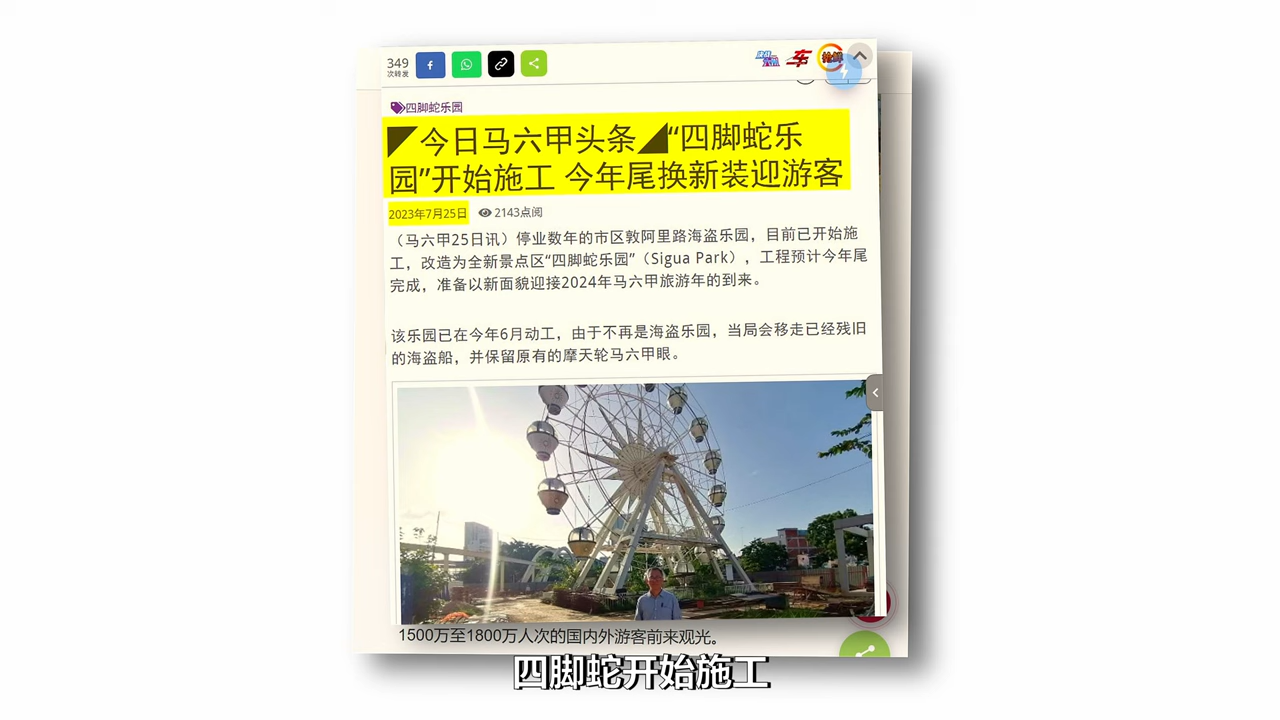 349
次转发
车
抢鲜
四脚蛇乐园
◤今日马六甲头条◢“四脚蛇乐
园”开始施工 今年尾换新装迎游客
2023年7月25日 2143点阅
（马六甲25日讯）停业数年的市区敦阿里路海盗乐园，目前已开始施
工，改造为全新景点区“四脚蛇乐园”（Sigua Park），工程预计今年尾
完成，准备以新面貌迎接2024年马六甲旅游年的到来。
该乐园已在今年6月动工，由于不再是海盗乐园，当局会移走已经残旧
的海盗船，并保留原有的摩天轮马六甲眼。
1500万至1800万人次的国内外游客前来观光。
四脚蛇开始施工